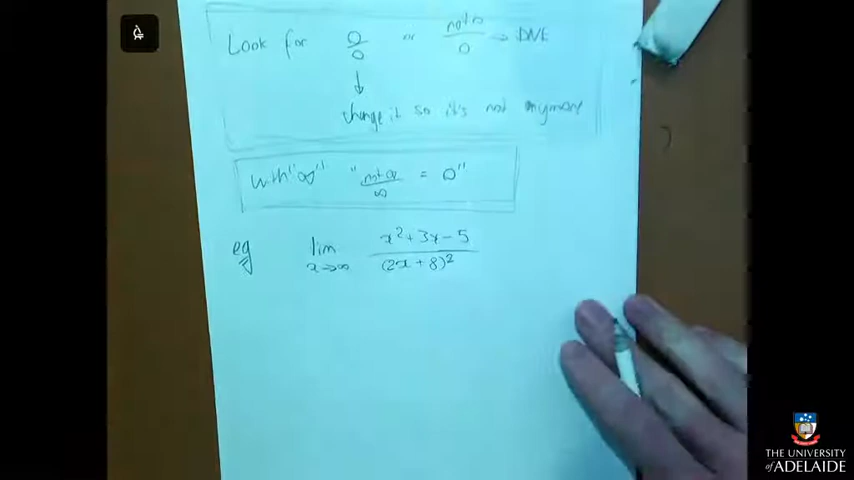 Look for 0/0 or not 0/0 → DNE
↓
change it so it's not anymore
with "∞" "not ∞/∞ = 0"
eg lim x→∞ x²+3x-5/(2x+8)²
THE UNIVERSITY
of ADELAIDE